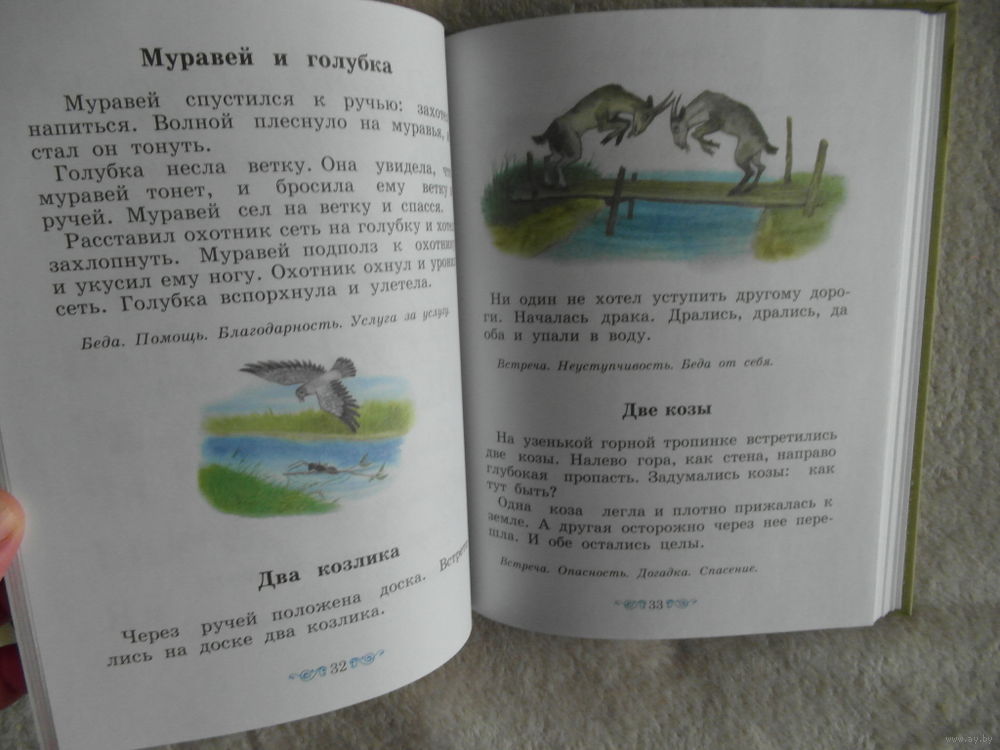 Муравей и голубка
Муравей спустился к ручью:
напиться. Волной плеснуло на муравья,
стал он тонуть.
Голубка несла ветку. Она увидела,
муравей тонет, и бросила ему ветку
ручей. Муравей сел на ветку и спасся.
Расставил охотник сеть на голубку и
захлопнуть. Муравей подполз к
и укусил ему ногу. Охотник охнул и
сеть. Голубка вспорхнула и улетела.
Беда. Помощь. Благодарность. Услуга за услугу.
Два козлика
Через ручей положена доска.
лись на доске два козлика.
32
Ни один не хотел уступить другому доро-
ги. Началась драка. Дрались, дрались, да
оба и упали в воду.
Встреча. Неуступчивость. Беда от себя.
Две козы
На узенькой горной тропинке встретились
две козы. Налево гора, как стена, направо
глубокая пропасть. Задумались козы: как
тут быть?
Одна коза легла и плотно прижалась к
земле. А другая осторожно через нее пере-
шла. И обе остались целы.
Встреча. Опасность. Догадка. Спасение.
33
www.ay.by